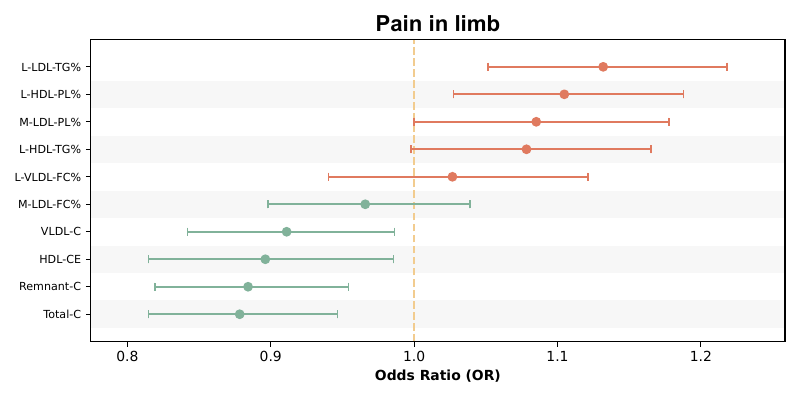 Pain in limb
L-LDL-TG%
L-HDL-PL%
M-LDL-PL%
L-HDL-TG%
L-VLDL-FC%
M-LDL-FC%
VLDL-C
HDL-CE
Remnant-C
Total-C
0.8 0.9 1.0 1.1 1.2
Odds Ratio (OR)